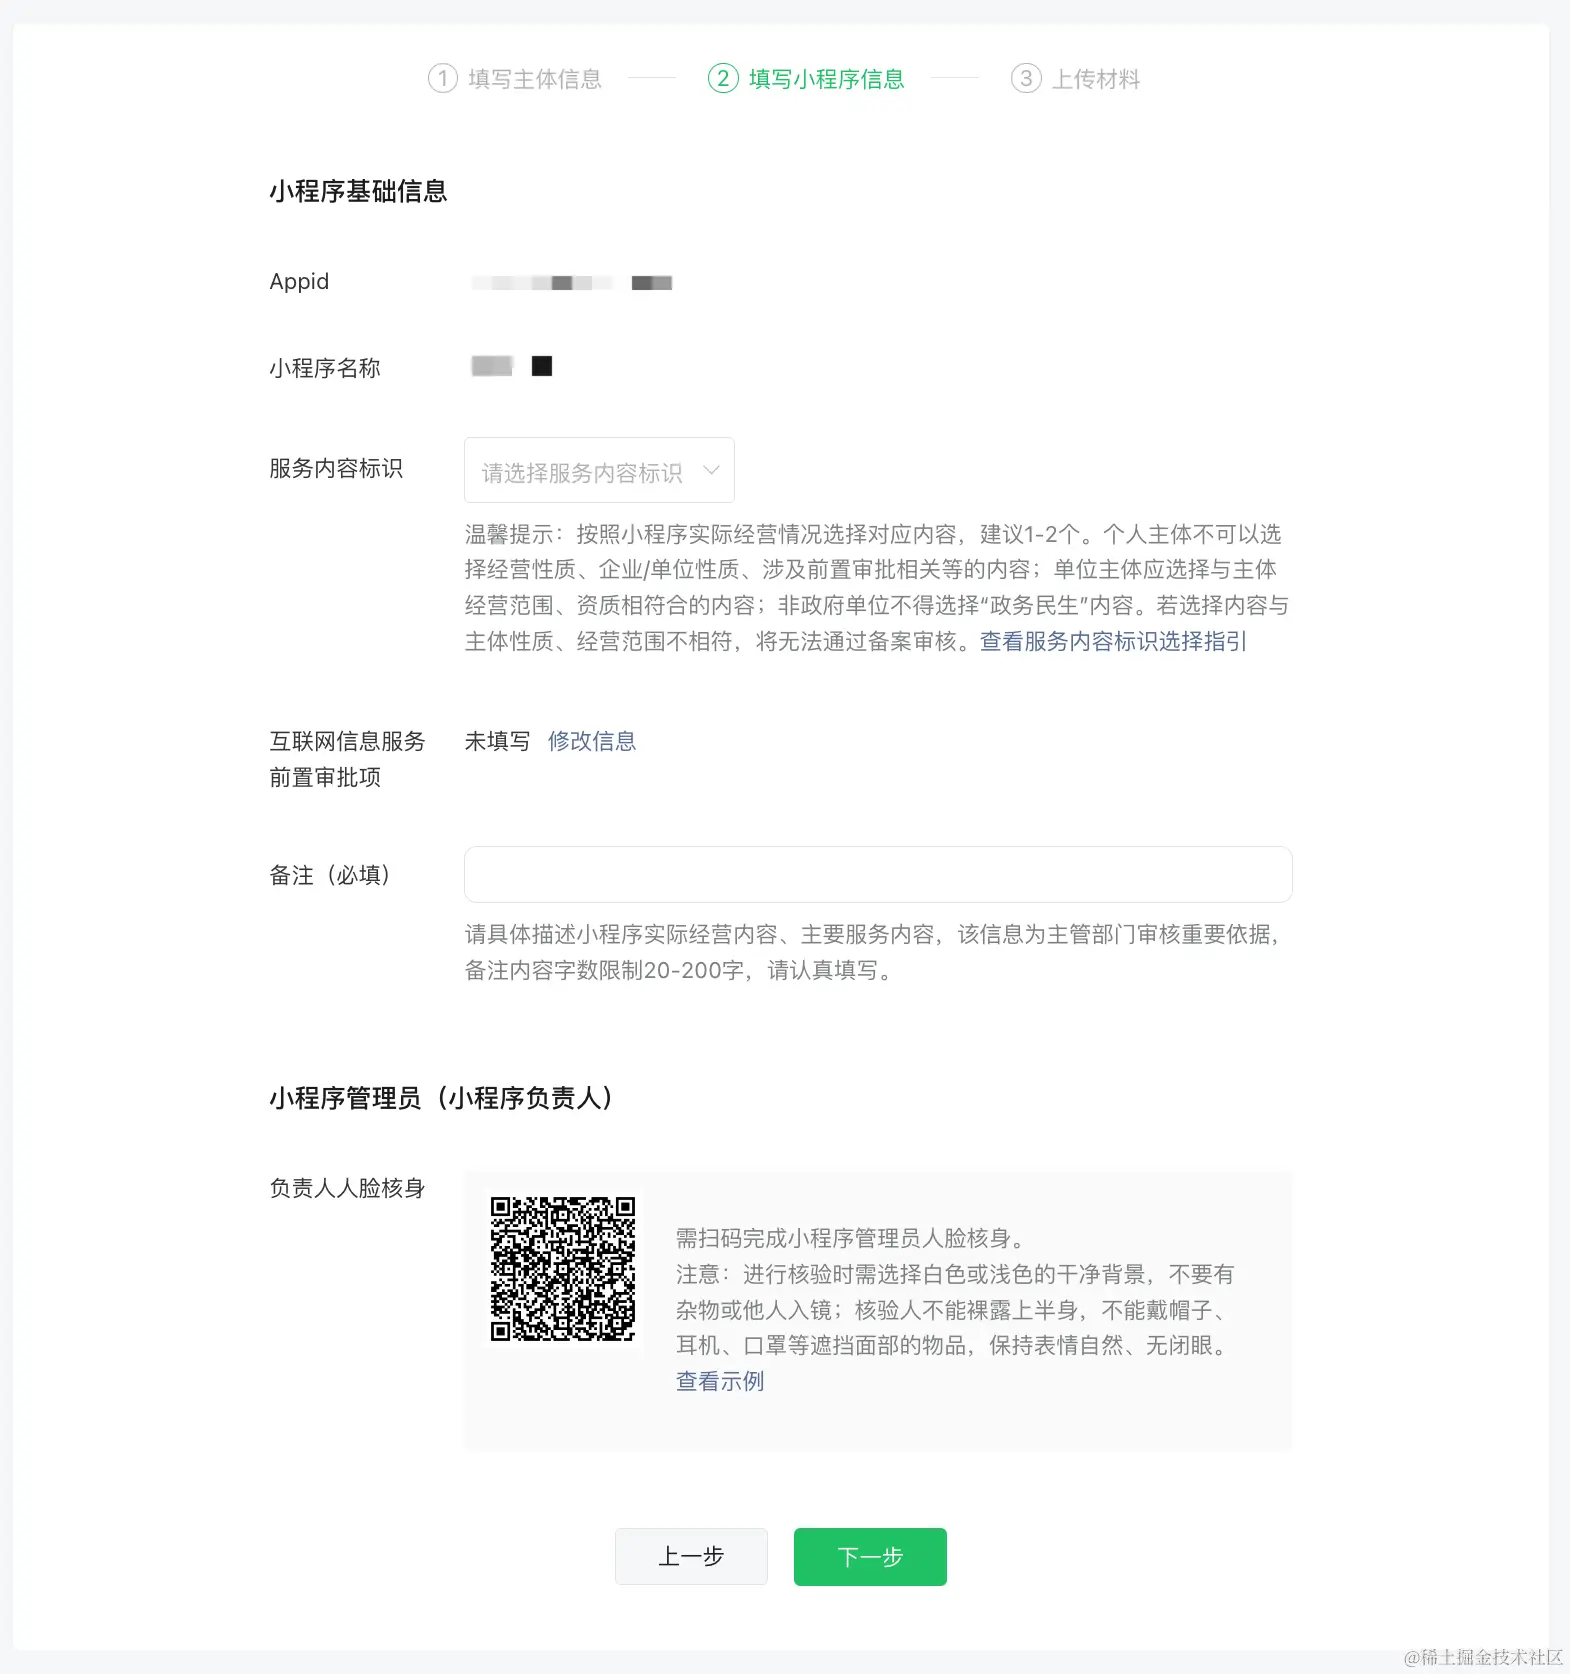 1 填写主体信息 2 填写小程序信息 3 上传材料
小程序基础信息
Appid
小程序名称
服务内容标识 请选择服务内容标识
温馨提示：按照小程序实际经营情况选择对应内容，建议1-2个。个人主体不可以选
择经营性质、企业/单位性质、涉及前置审批相关等的内容；单位主体应选择与主体
经营范围、资质相符合的内容；非政府单位不得选择“政务民生”内容。若选择内容与
主体性质、经营范围不相符，将无法通过备案审核。查看服务内容标识选择指引
互联网信息服务 未填写 修改信息
前置审批项
备注（必填）
请具体描述小程序实际经营内容、主要服务内容，该信息为主管部门审核重要依据，
备注内容字数限制20-200字，请认真填写。
小程序管理员（小程序负责人）
负责人人脸核身
需扫码完成小程序管理员人脸核身。
注意：进行核验时需选择白色或浅色的干净背景，不要有
杂物或他人入镜；核验人不能裸露上半身，不能戴帽子、
耳机、口罩等遮挡面部的物品，保持表情自然、无闭眼。
查看示例
上一步 下一步
@稀土掘金技术社区